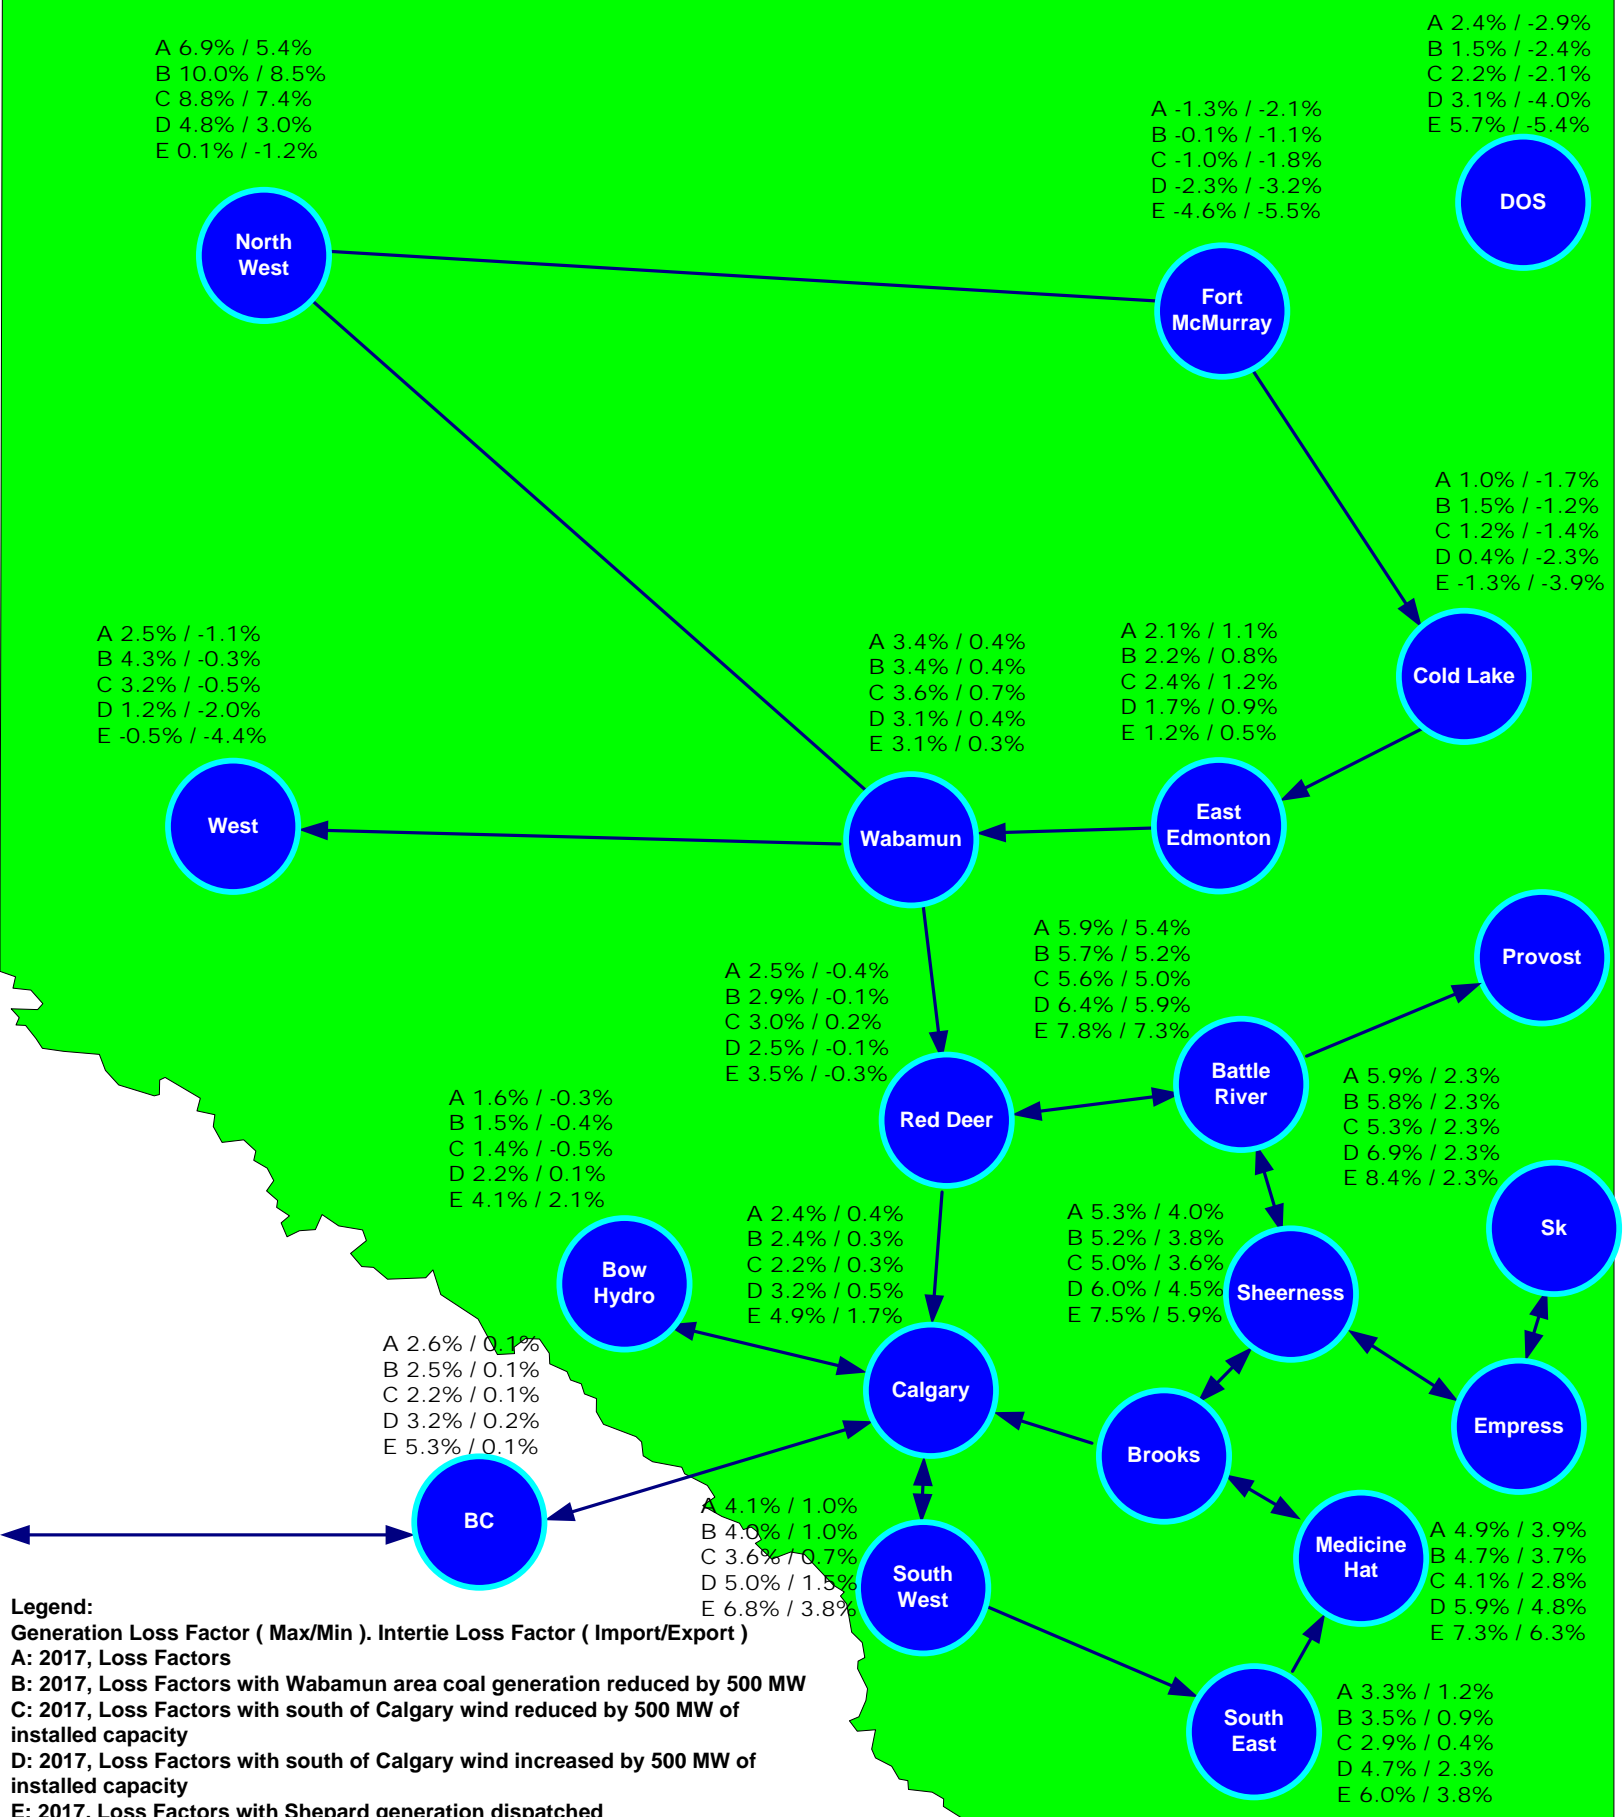 A 6.9% / 5.4%
B 10.0% / 8.5%
C 8.8% / 7.4%
D 4.8% / 3.0%
E 0.1% / -1.2%
North
West
A -1.3% / -2.1%
B -0.1% / -1.1%
C -1.0% / -1.8%
D -2.3% / -3.2%
E -4.6% / -5.5%
Fort
McMurray
A 2.4% / -2.9%
B 1.5% / -2.4%
C 2.2% / -2.1%
D 3.1% / -4.0%
E 5.7% / -5.4%
DOS
A 1.0% / -1.7%
B 1.5% / -1.2%
C 1.2% / -1.4%
D 0.4% / -2.3%
E -1.3% / -3.9%
Cold Lake
A 2.5% / -1.1%
B 4.3% / -0.3%
C 3.2% / -0.5%
D 1.2% / -2.0%
E -0.5% / -4.4%
West
A 3.4% / 0.4%
B 3.4% / 0.4%
C 3.6% / 0.7%
D 3.1% / 0.4%
E 3.1% / 0.3%
Wabamun
A 2.1% / 1.1%
B 2.2% / 0.8%
C 2.4% / 1.2%
D 1.7% / 0.9%
E 1.2% / 0.5%
East
Edmonton
A 2.5% / -0.4%
B 2.9% / -0.1%
C 3.0% / 0.2%
D 2.5% / -0.1%
E 3.5% / -0.3%
Red Deer
A 5.9% / 5.4%
B 5.7% / 5.2%
C 5.6% / 5.0%
D 6.4% / 5.9%
E 7.8% / 7.3%
Battle
River
Provost
A 5.9% / 2.3%
B 5.8% / 2.3%
C 5.3% / 2.3%
D 6.9% / 2.3%
E 8.4% / 2.3%
Sk
A 1.6% / -0.3%
B 1.5% / -0.4%
C 1.4% / -0.5%
D 2.2% / 0.1%
E 4.1% / 2.1%
Bow
Hydro
A 2.4% / 0.4%
B 2.4% / 0.3%
C 2.2% / 0.3%
D 3.2% / 0.5%
E 4.9% / 1.7%
Calgary
A 5.3% / 4.0%
B 5.2% / 3.8%
C 5.0% / 3.6%
D 6.0% / 4.5%
E 7.5% / 5.9%
Sheerness
Empress
Brooks
A 2.6% / 0.1%
B 2.5% / 0.1%
C 2.2% / 0.1%
D 3.2% / 0.2%
E 5.3% / 0.1%
BC
A 4.1% / 1.0%
B 4.0% / 1.0%
C 3.6% / 0.7%
D 5.0% / 1.5%
E 6.8% / 3.8%
South
West
Medicine
Hat
A 4.9% / 3.9%
B 4.7% / 3.7%
C 4.1% / 2.8%
D 5.9% / 4.8%
E 7.3% / 6.3%
South
East
A 3.3% / 1.2%
B 3.5% / 0.9%
C 2.9% / 0.4%
D 4.7% / 2.3%
E 6.0% / 3.8%
Legend:
Generation Loss Factor ( Max/Min ). Intertie Loss Factor ( Import/Export )
A: 2017, Loss Factors
B: 2017, Loss Factors with Wabamun area coal generation reduced by 500 MW
C: 2017, Loss Factors with south of Calgary wind reduced by 500 MW of
installed capacity
D: 2017, Loss Factors with south of Calgary wind increased by 500 MW of
installed capacity
E: 2017, Loss Factors with Shepard generation dispatched